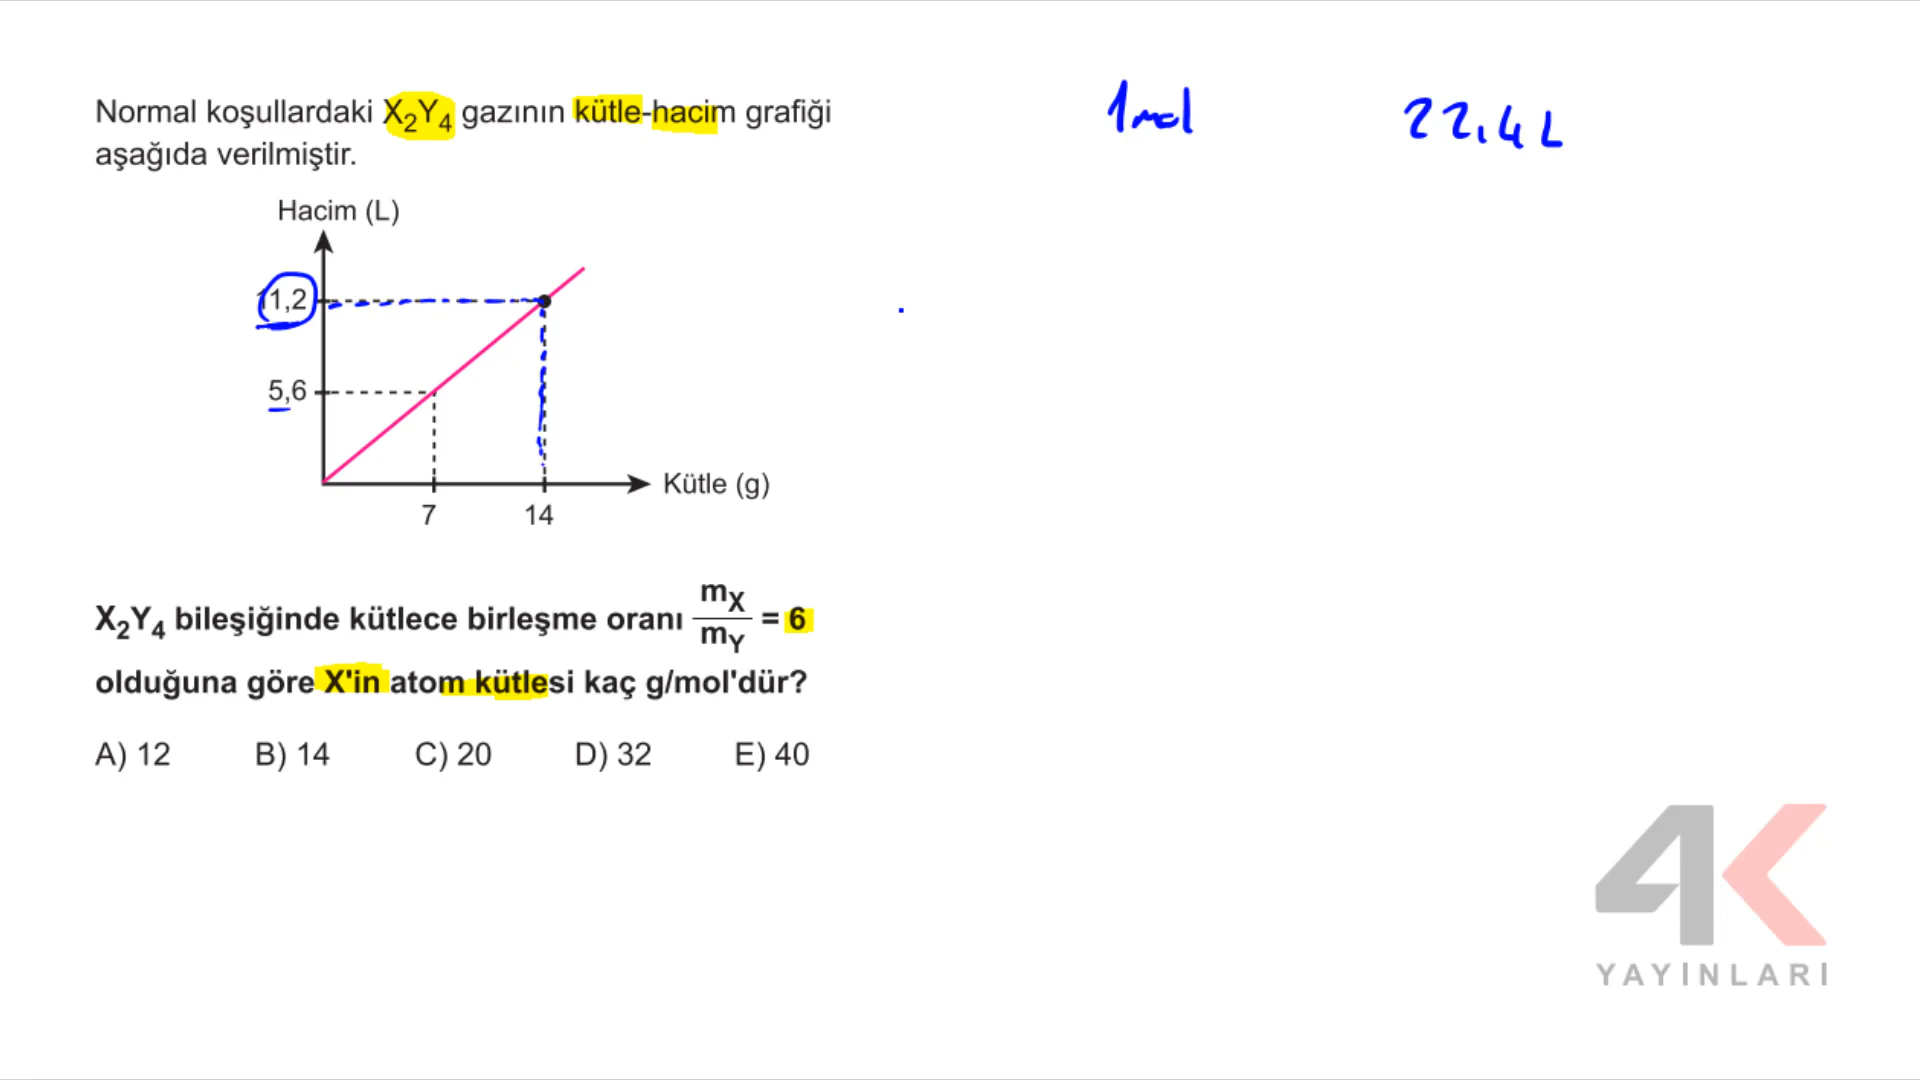 Normal koşullardaki X₂Y₄ gazının kütle-hacim grafiği
aşağıda verilmiştir.
1mol 22,4 L
Hacim (L)
11,2
5,6
7 14
Kütle (g)
X₂Y₄ bileşiğinde kütlece birleşme oranı mX/mY = 6
olduğuna göre X'in atom kütlesi kaç g/mol'dür?
A) 12 B) 14 C) 20 D) 32 E) 40
4K
YAYINLARI